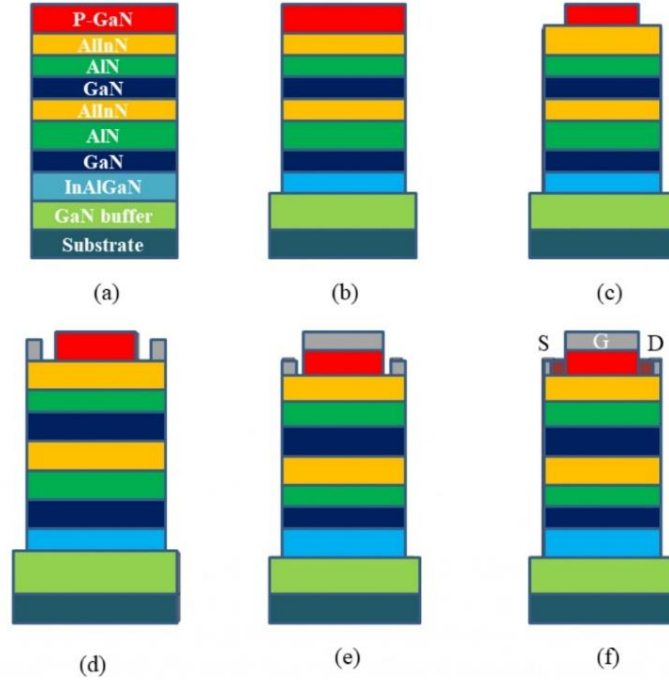 P-GaN
AlInN
AlN
GaN
AlInN
AlN
GaN
InAlGaN
GaN buffer
Substrate
(a)
(b)
(c)
S
G
D
(d)
(e)
(f)